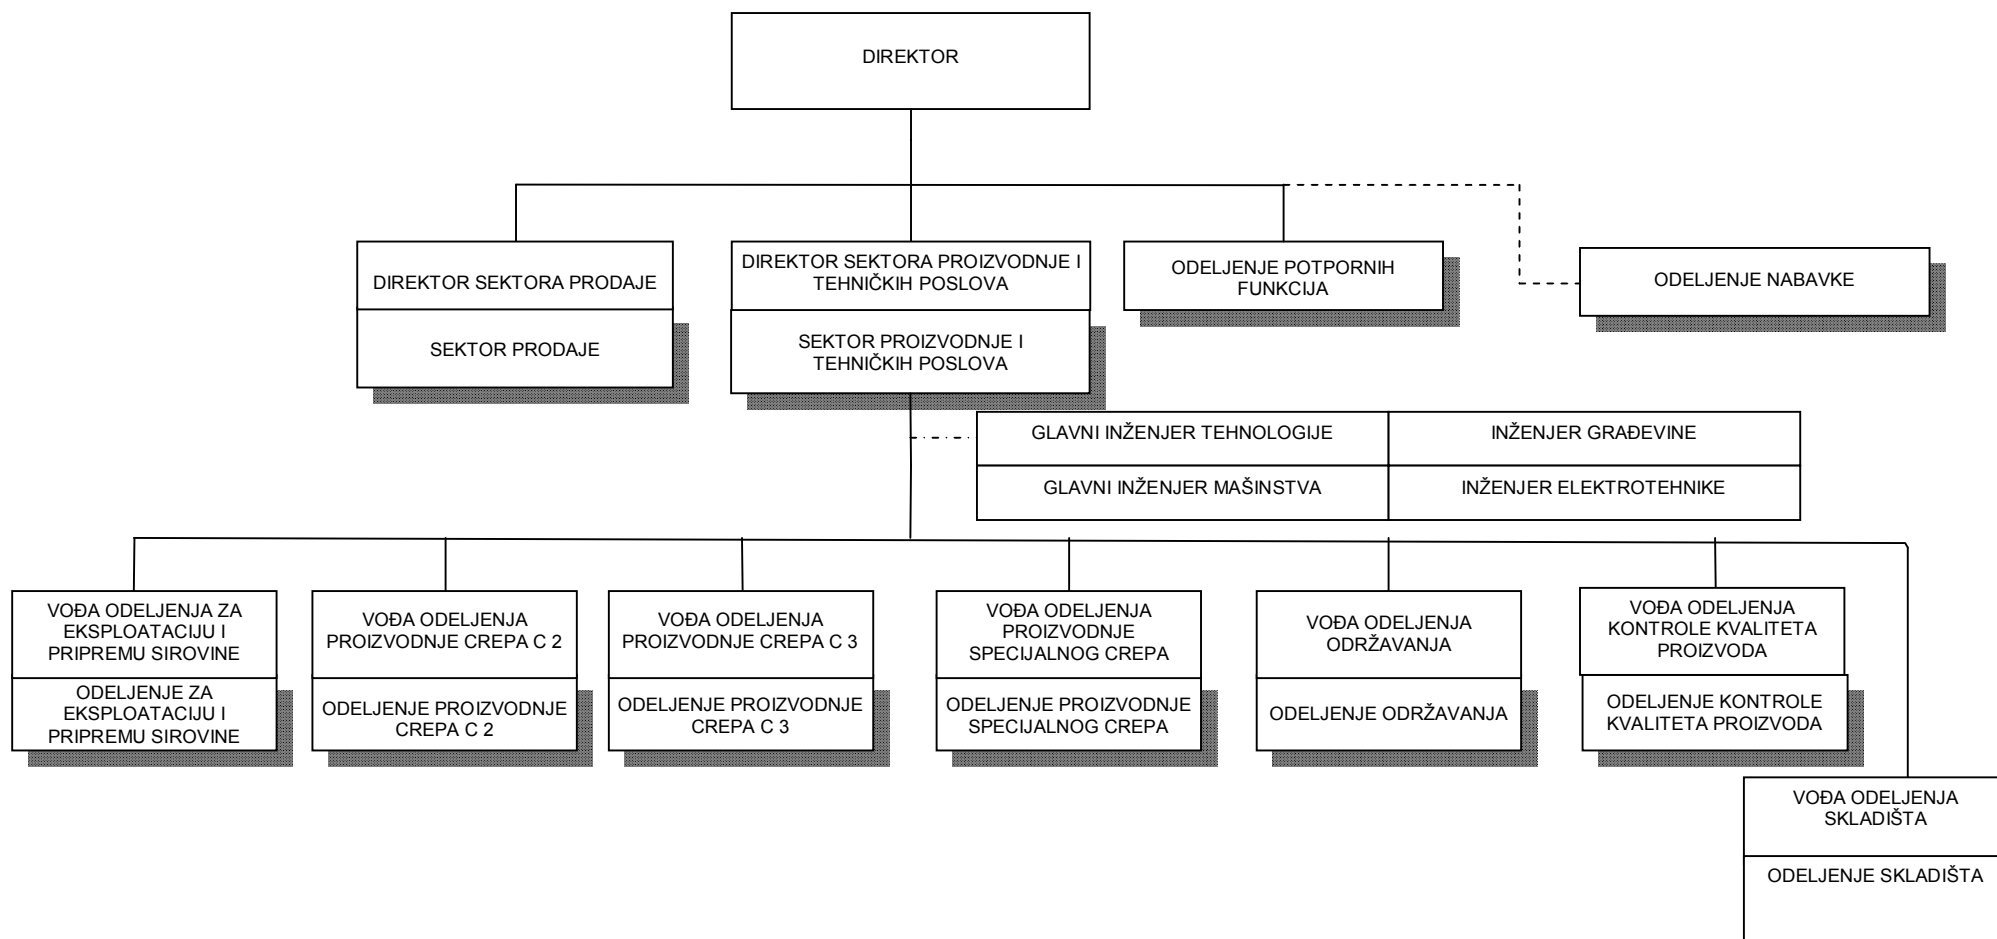 DIREKTOR
DIREKTOR SEKTORA PRODAJE
SEKTOR PRODAJE
DIREKTOR SEKTORA PROIZVODNJE I
TEHNIČKIH POSLOVA
SEKTOR PROIZVODNJE I
TEHNIČKIH POSLOVA
ODELJENJE POTPORNIH
FUNKCIJA
ODELJENJE NABAVKE
GLAVNI INŽENJER TEHNOLOGIJE
INŽENJER GRAĐEVINE
GLAVNI INŽENJER MAŠINSTVA
INŽENJER ELEKTROTEHNIKE
VOĐA ODELJENJA ZA
EKSPLOATACIJU I
PRIPREMU SIROVINE
ODELJENJE ZA
EKSPLOATACIJU I
PRIPREMU SIROVINE
VOĐA ODELJENJA
PROIZVODNJE CREPA C 2
ODELJENJE PROIZVODNJE
CREPA C 2
VOĐA ODELJENJA
PROIZVODNJE CREPA C 3
ODELJENJE PROIZVODNJE
CREPA C 3
VOĐA ODELJENJA
PROIZVODNJE
SPECIJALNOG CREPA
ODELJENJE PROIZVODNJE
SPECIJALNOG CREPA
VOĐA ODELJENJA
ODRŽAVANJA
ODELJENJE ODRŽAVANJA
VOĐA ODELJENJA
KONTROLE KVALITETA
PROIZVODA
ODELJENJE KONTROLE
KVALITETA PROIZVODA
VOĐA ODELJENJA
SKLADIŠTA
ODELJENJE SKLADIŠTA